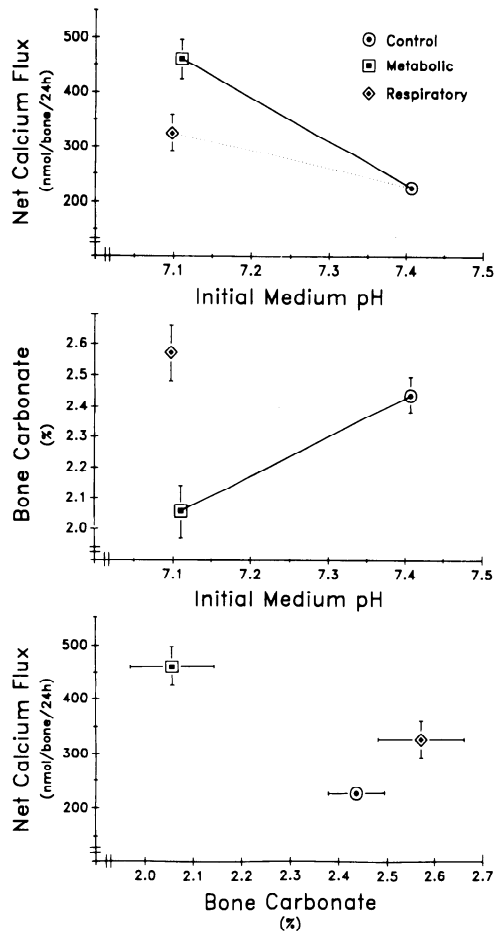 Net Calcium Flux
(nmol/bone/24h)
500
400
300
200
Control
Metabolic
Respiratory
7.1 7.2 7.3 7.4 7.5
Initial Medium pH
Bone Carbonate
(%)
2.6
2.5
2.4
2.3
2.2
2.1
2.0
7.1 7.2 7.3 7.4 7.5
Initial Medium pH
Net Calcium Flux
(nmol/bone/24h)
500
400
300
200
2.0 2.1 2.2 2.3 2.4 2.5 2.6 2.7
Bone Carbonate
(%)